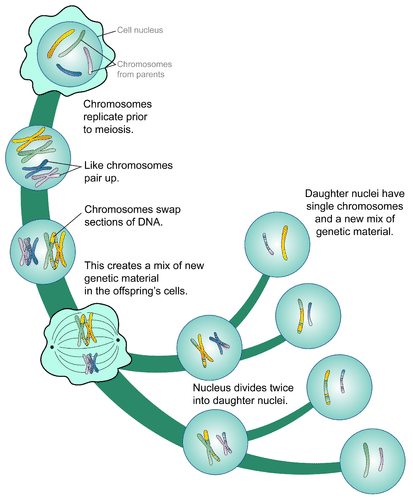 Cell nucleus
Chromosomes
from parents
Chromosomes
replicate prior
to meiosis.
Like chromosomes
pair up.
Chromosomes swap
sections of DNA.
Daughter nuclei have
single chromosomes
and a new mix of
genetic material.
This creates a mix of new
genetic material
in the offspring's cells.
Nucleus divides twice
into daughter nuclei.